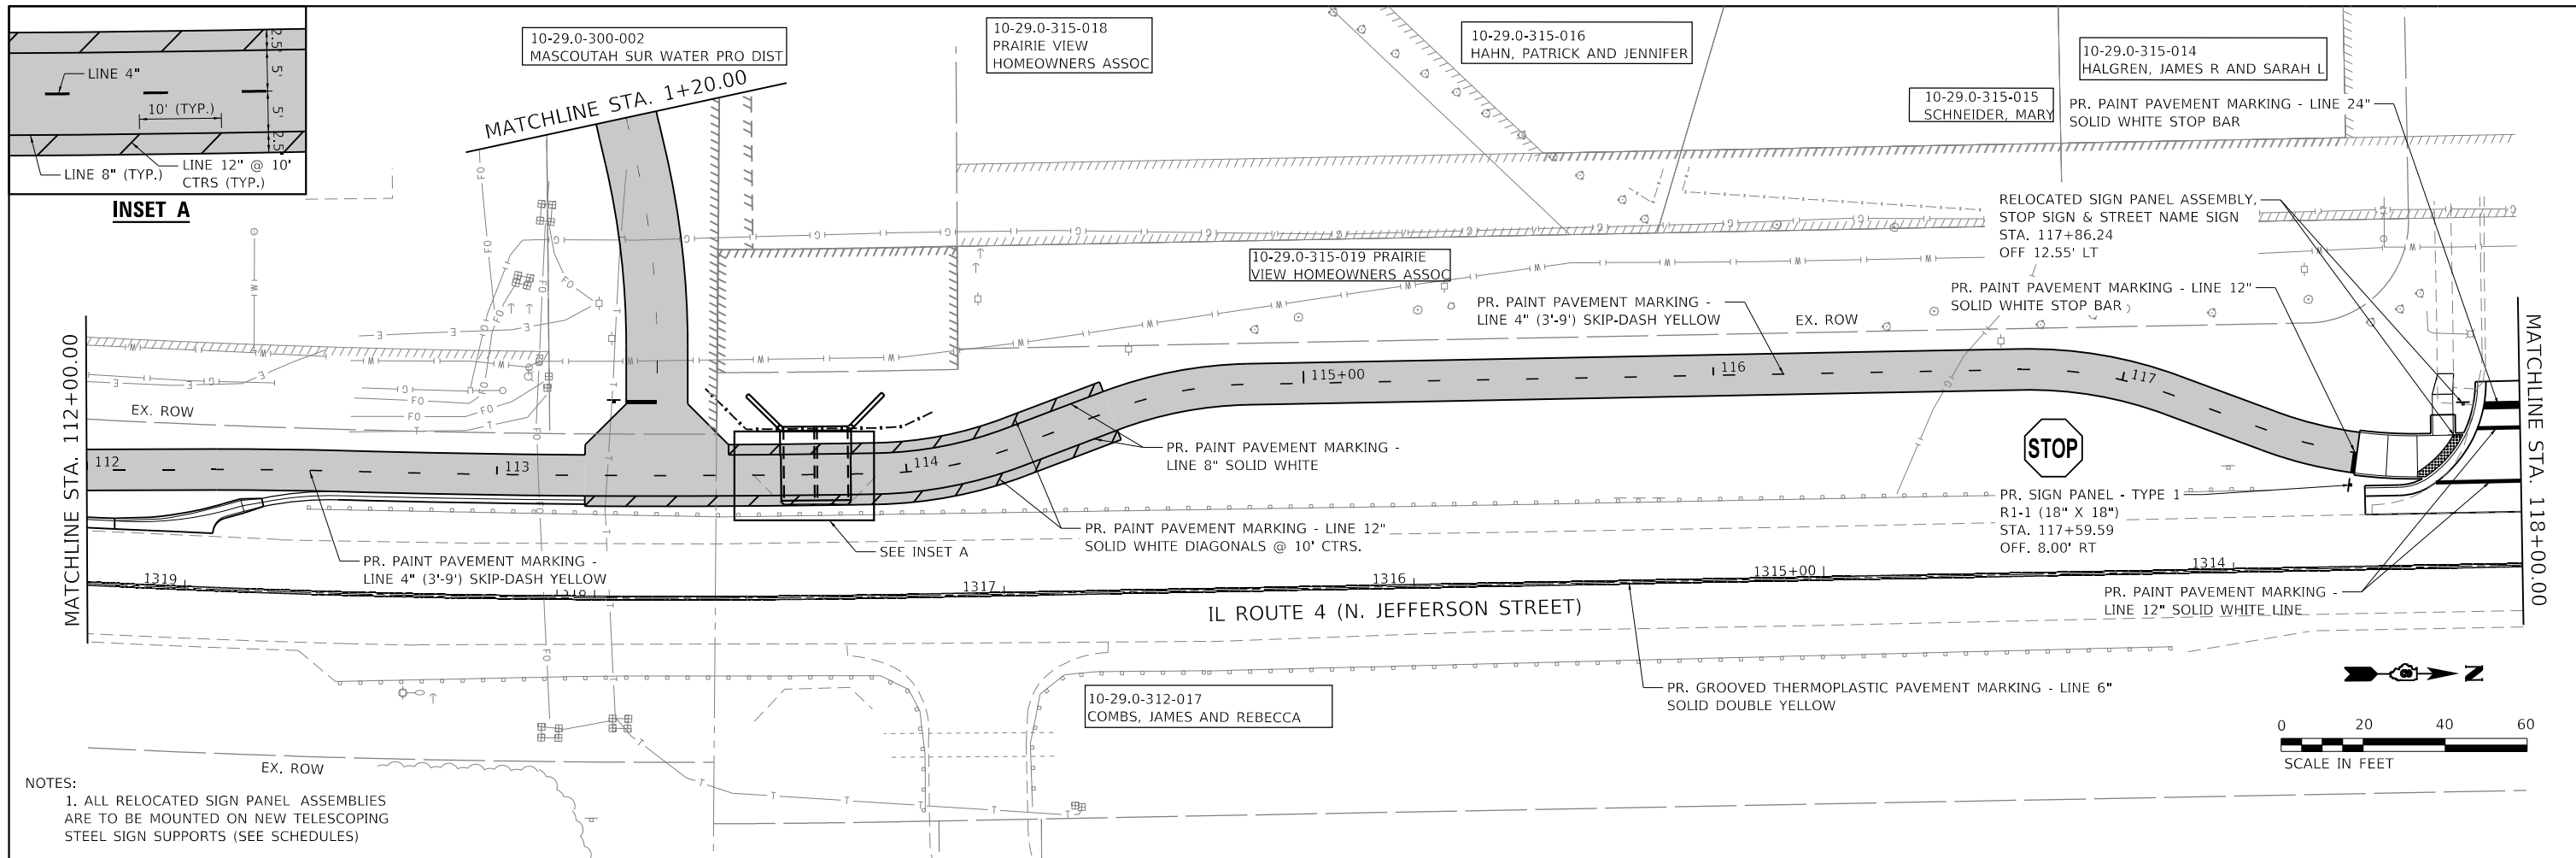 2.5'
5'
5'
2.5'
LINE 4"
10' (TYP.)
LINE 8" (TYP.)
LINE 12" @ 10'
CTRS (TYP.)
INSET A
10-29.0-300-002
MASCOUTAH SUR WATER PRO DIST
MATCHLINE STA. 1+20.00
10-29.0-315-018
PRAIRIE VIEW
HOMEOWNERS ASSOC
10-29.0-315-016
HAHN, PATRICK AND JENNIFER
10-29.0-315-015
SCHNEIDER, MARY
10-29.0-315-014
HALGREN, JAMES R AND SARAH L
PR. PAINT PAVEMENT MARKING - LINE 24"
SOLID WHITE STOP BAR
RELOCATED SIGN PANEL ASSEMBLY,
STOP SIGN & STREET NAME SIGN
STA. 117+86.24
OFF 12.55' LT
10-29.0-315-019 PRAIRIE
VIEW HOMEOWNERS ASSOC
PR. PAINT PAVEMENT MARKING -
LINE 4" (3'-9') SKIP-DASH YELLOW
EX. ROW
PR. PAINT PAVEMENT MARKING - LINE 12"
SOLID WHITE STOP BAR
MATCHLINE STA. 112+00.00
EX. ROW
112
113
114
115+00
116
117
MATCHLINE STA. 118+00.00
PR. PAINT PAVEMENT MARKING -
LINE 8" SOLID WHITE
PR. PAINT PAVEMENT MARKING - LINE 12"
SOLID WHITE DIAGONALS @ 10' CTRS.
SEE INSET A
PR. PAINT PAVEMENT MARKING -
LINE 4" (3'-9') SKIP-DASH YELLOW
STOP
PR. SIGN PANEL - TYPE 1
R1-1 (18" X 18")
STA. 117+59.59
OFF. 8.00' RT
PR. PAINT PAVEMENT MARKING -
LINE 12" SOLID WHITE LINE
1319
1318
1317
1316
1315+00
1314
IL ROUTE 4 (N. JEFFERSON STREET)
PR. GROOVED THERMOPLASTIC PAVEMENT MARKING - LINE 6"
SOLID DOUBLE YELLOW
10-29.0-312-017
COMBS, JAMES AND REBECCA
EX. ROW
N
0 20 40 60
SCALE IN FEET
NOTES:
1. ALL RELOCATED SIGN PANEL ASSEMBLIES
ARE TO BE MOUNTED ON NEW TELESCOPING
STEEL SIGN SUPPORTS (SEE SCHEDULES)